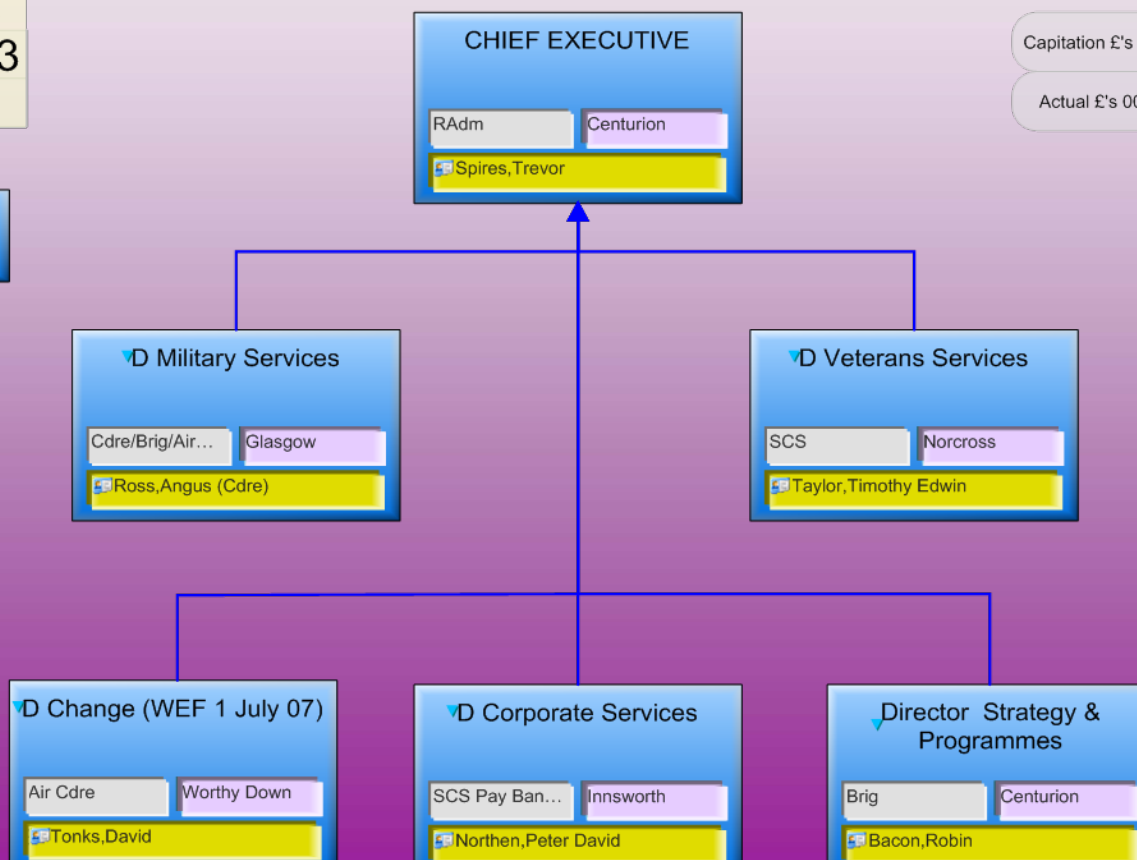 3
CHIEF EXECUTIVE
Capitation £'s
Actual £'s 00
RAdm
Centurion
Spires,Trevor
D Military Services
Cdre/Brig/Air...
Glasgow
Ross,Angus (Cdre)
D Veterans Services
SCS
Norcross
Taylor,Timothy Edwin
D Change (WEF 1 July 07)
Air Cdre
Worthy Down
Tonks,David
D Corporate Services
SCS Pay Ban...
Innsworth
Northen,Peter David
Director Strategy &
Programmes
Brig
Centurion
Bacon,Robin